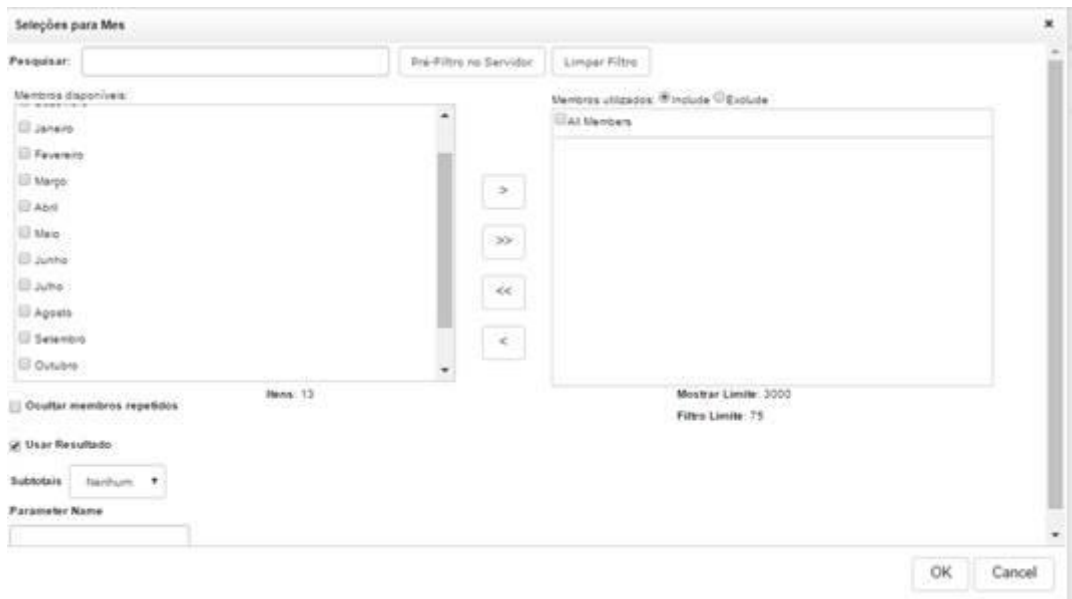 Seleções para Mes
Pesquisar:
Pré-Filtro no Servidor
Limpar Filtro
Membros disponíveis:
Janeiro
Fevereiro
Março
Abril
Maio
Junho
Julho
Agosto
Setembro
Outubro
Itens: 13
>
>>
<<
<
Membros utilizados: Include Exclude
All Members
Mostrar Limite: 3000
Filtro Limite: 75
Ocultar membros repetidos
Usar Resultado
Subtotais Nenhum
Parameter Name
OK Cancel